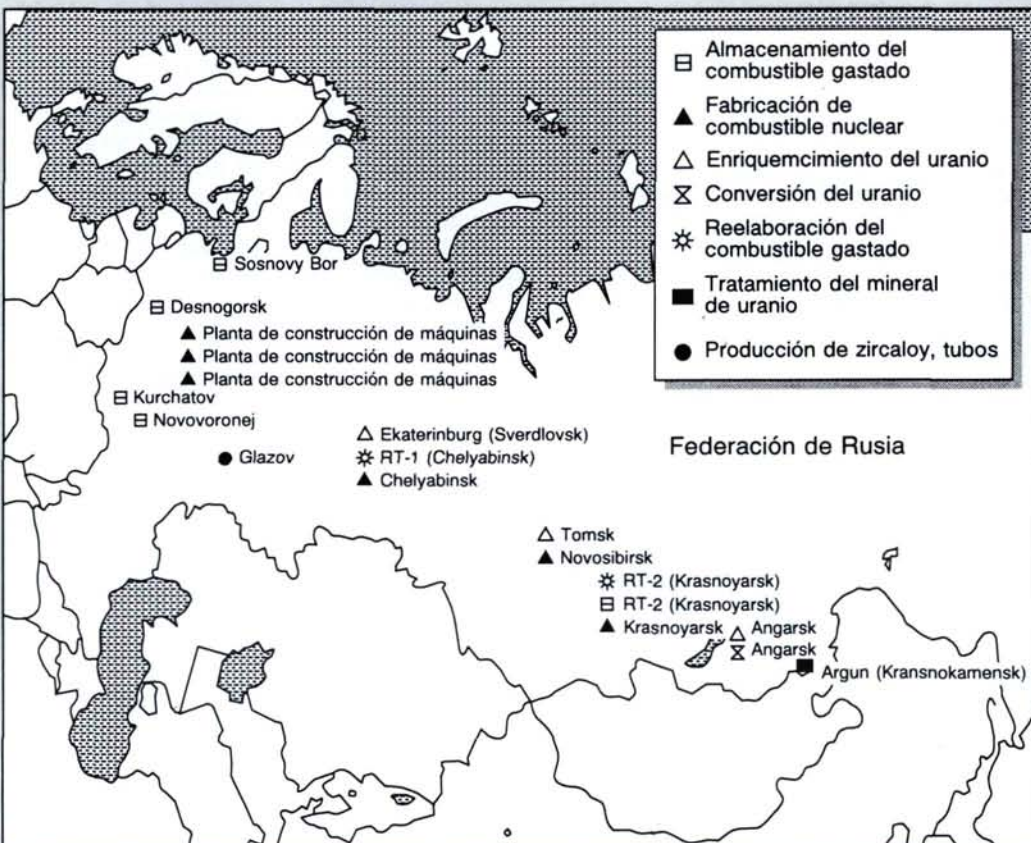 Almacenamiento del
combustible gastado
Fabricación de
combustible nuclear
Enriquemcimiento del uranio
Conversión del uranio
Reelaboración del
combustible gastado
Tratamiento del mineral
de uranio
Producción de zircaloy, tubos
Sosnovy Bor
Desnogorsk
Planta de construcción de máquinas
Planta de construcción de máquinas
Planta de construcción de máquinas
Kurchatov
Novovoronej
Glazov
Ekaterinburg (Sverdlovsk)
RT-1 (Chelyabinsk)
Chelyabinsk
Federación de Rusia
Tomsk
Novosibirsk
RT-2 (Krasnoyarsk)
RT-2 (Krasnoyarsk)
Krasnoyarsk
Angarsk
Angarsk
Argun (Kransnokamensk)